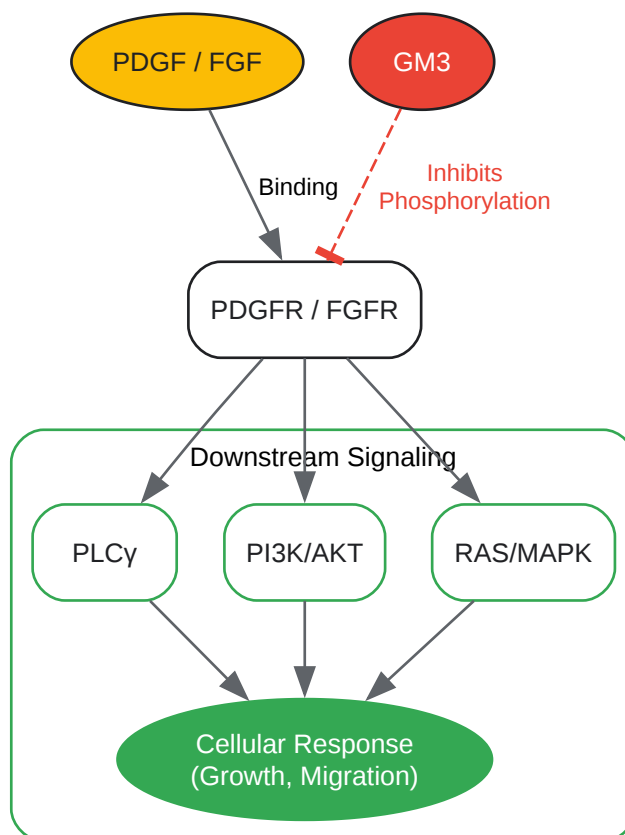 PDGF / FGF
GM3
Binding
Inhibits
Phosphorylation
PDGFR / FGFR
Downstream Signaling
PLCγ
PI3K/AKT
RAS/MAPK
Cellular Response
(Growth, Migration)